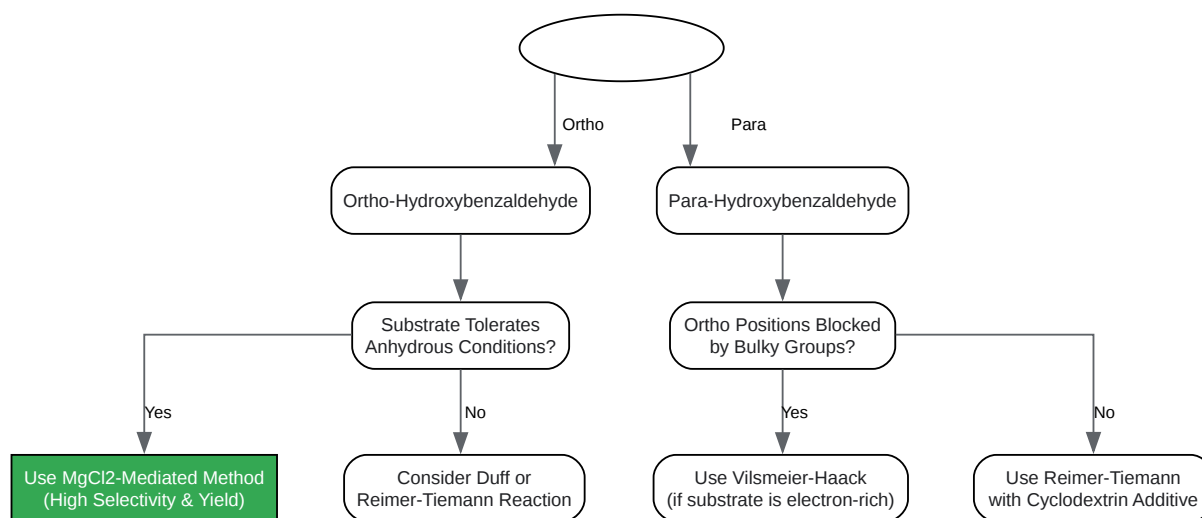 Ortho
Para
Ortho-Hydroxybenzaldehyde
Para-Hydroxybenzaldehyde
Substrate Tolerates
Anhydrous Conditions?
Ortho Positions Blocked
by Bulky Groups?
Yes
No
Yes
No
Use MgCl2-Mediated Method
(High Selectivity & Yield)
Consider Duff or
Reimer-Tiemann Reaction
Use Vilsmeier-Haack
(if substrate is electron-rich)
Use Reimer-Tiemann
with Cyclodextrin Additive